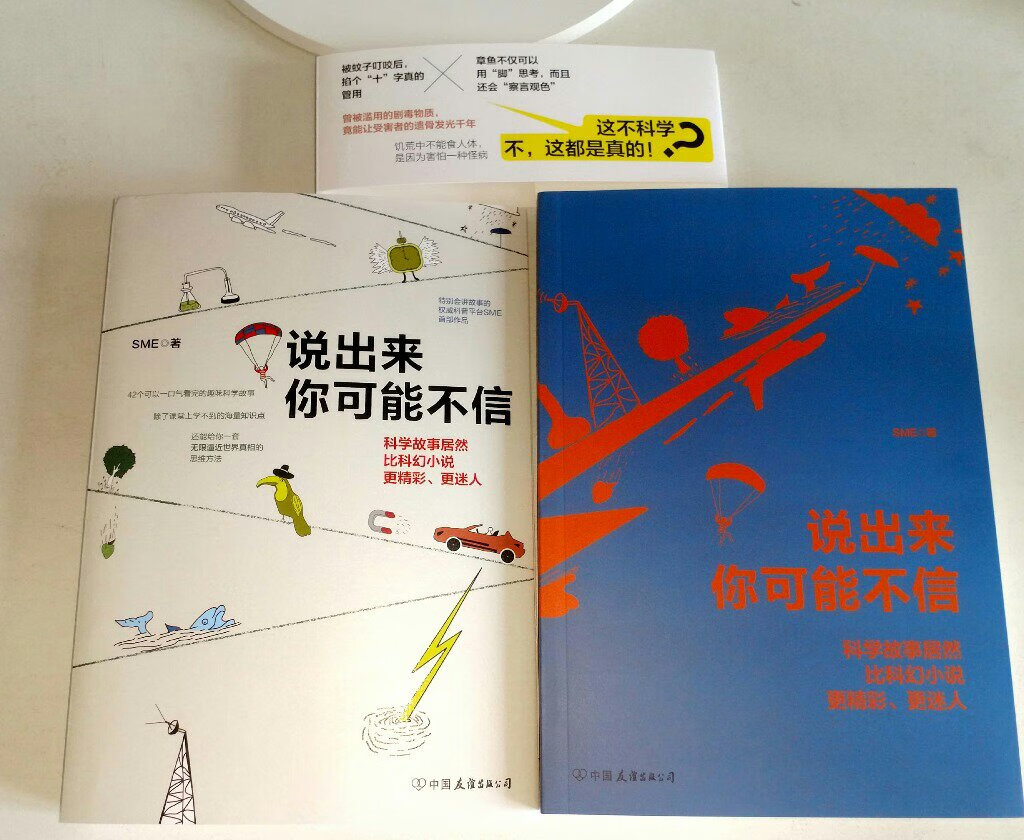 被蚊子叮咬后，
掐个“十”字真的
管用
章鱼不仅可以
用“脚”思考，而且
还会“察言观色”
曾被滥用的剧毒物质，
竟能让受害者的遗骨发光千年
饥荒中不能食人体，
是因为害怕一种怪病
这不科学
不，这都是真的！
?
特别会讲故事的
权威科普平台SME
首部作品
SME◎著
说出来
你可能不信
42个可以一口气看完的趣味科学故事
除了课堂上学不到的海量知识点
还能给你一套
无限逼近世界真相的
思维方法
科学故事居然
比科幻小说
更精彩、更迷人
中国友谊出版公司
SME◎著
说出来
你可能不信
科学故事居然
比科幻小说
更精彩、更迷人
中国友谊出版公司